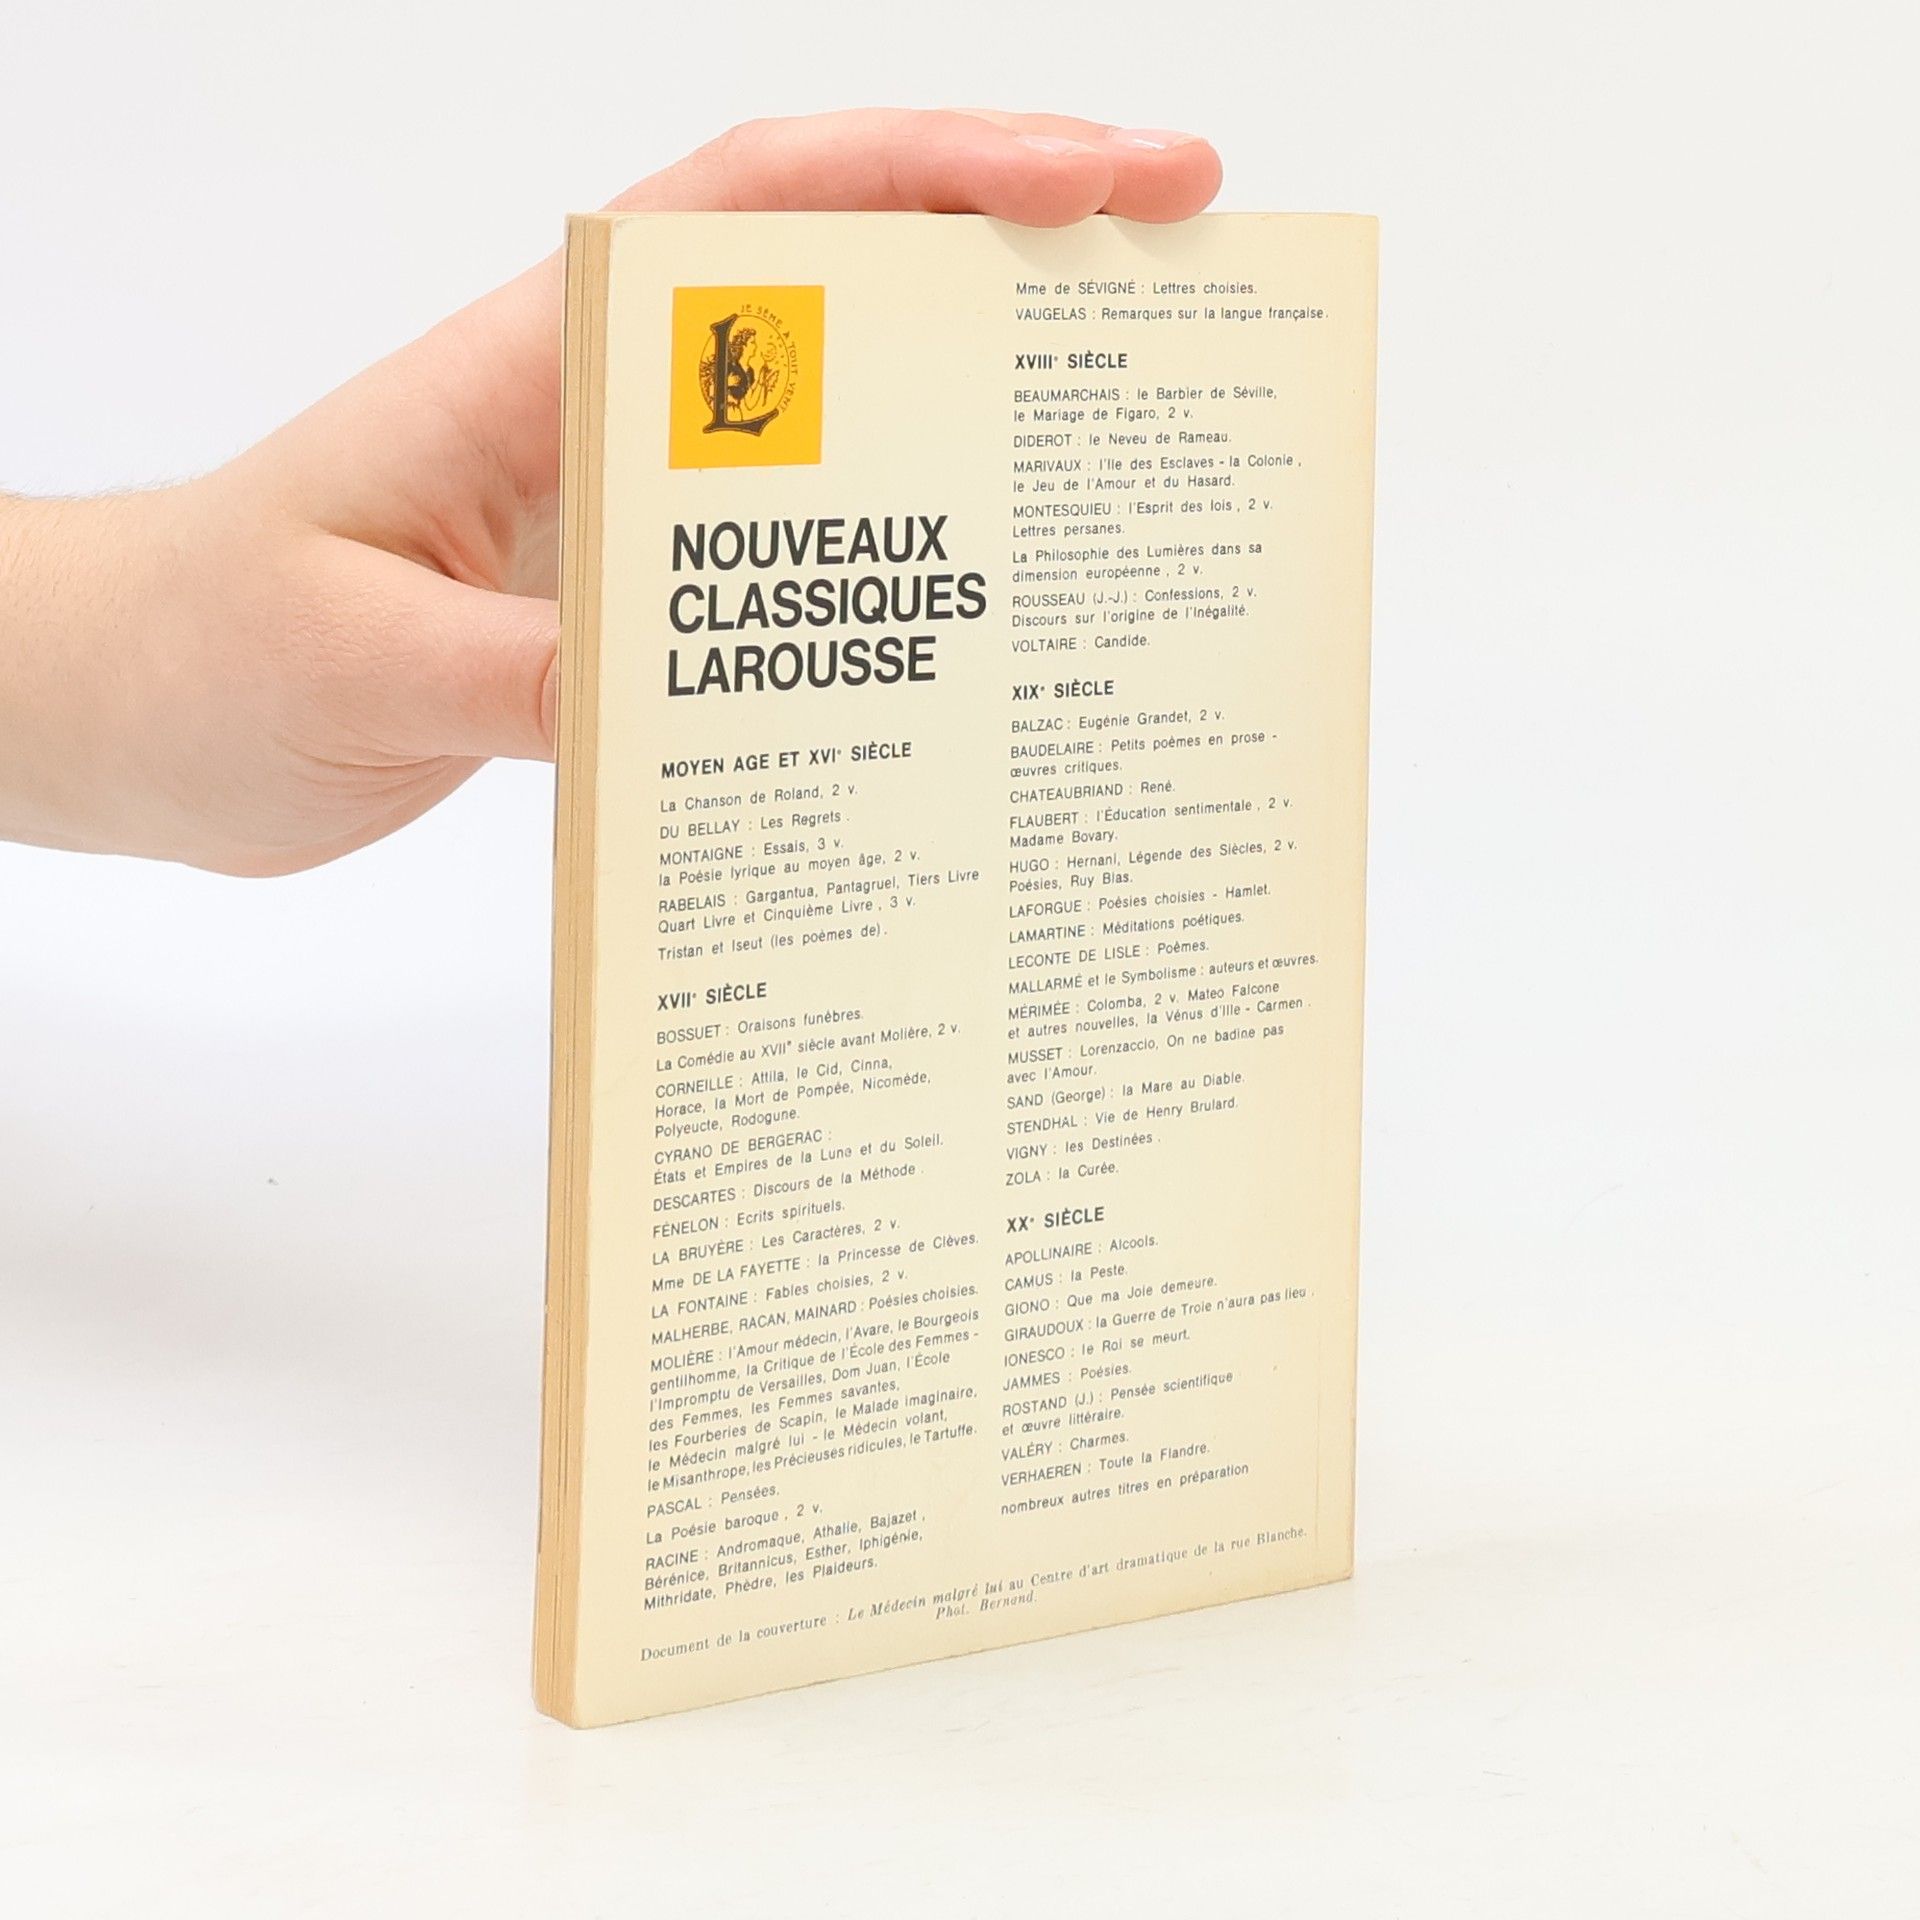 JE SÈME À TOUT VENT
L
NOUVEAUX
CLASSIQUES
LAROUSSE
MOYEN AGE ET XVIe SIÈCLE
La Chanson de Roland, 2 v.
DU BELLAY : Les Regrets.
MONTAIGNE : Essais, 3 v.
la Poésie lyrique au moyen âge, 2 v.
RABELAIS : Gargantua, Pantagruel, Tiers Livre
Quart Livre et Cinquième Livre, 3 v.
Tristan et Iseut (les poèmes de).
XVIIe SIÈCLE
BOSSUET : Oraisons funèbres.
La Comédie au XVIIe siècle avant Molière, 2 v.
CORNEILLE : Attila, le Cid, Cinna,
Horace, la Mort de Pompée, Nicomède,
Polyeucte, Rodogune.
CYRANO DE BERGERAC :
États et Empires de la Lune et du Soleil.
DESCARTES : Discours de la Méthode.
FÉNELON : Ecrits spirituels.
LA BRUYÈRE : Les Caractères, 2 v.
Mme DE LA FAYETTE : la Princesse de Clèves.
LA FONTAINE : Fables choisies, 2 v.
MALHERBE, RACAN, MAINARD : Poésies choisies.
MOLIÈRE : l'Amour médecin, l'Avare, le Bourgeois
gentilhomme, la Critique de l'École des Femmes -
l'Impromptu de Versailles, Dom Juan, l'École
des Femmes, les Femmes savantes,
les Fourberies de Scapin, le Malade imaginaire,
le Médecin malgré lui - le Médecin volant,
le Misanthrope, les Précieuses ridicules, le Tartuffe.
PASCAL : Pensées.
La Poésie baroque, 2 v.
RACINE : Andromaque, Athalie, Bajazet,
Bérénice, Britannicus, Esther, Iphigénie,
Mithridate, Phèdre, les Plaideurs.
Mme de SÉVIGNÉ : Lettres choisies.
VAUGELAS : Remarques sur la langue française.
XVIIIe SIÈCLE
BEAUMARCHAIS : le Barbier de Séville,
le Mariage de Figaro, 2 v.
DIDEROT : le Neveu de Rameau.
MARIVAUX : l'Ile des Esclaves - la Colonie,
le Jeu de l'Amour et du Hasard.
MONTESQUIEU : l'Esprit des lois, 2 v.
Lettres persanes.
La Philosophie des Lumières dans sa
dimension européenne, 2 v.
ROUSSEAU (J.-J.) : Confessions, 2 v.
Discours sur l'origine de l'Inégalité.
VOLTAIRE : Candide.
XIXe SIÈCLE
BALZAC : Eugénie Grandet, 2 v.
BAUDELAIRE : Petits poèmes en prose -
œuvres critiques.
CHATEAUBRIAND : René.
FLAUBERT : l'Éducation sentimentale, 2 v.
Madame Bovary.
HUGO : Hernani, Légende des Siècles, 2 v.
Poésies, Ruy Blas.
LAFORGUE : Poésies choisies - Hamlet.
LAMARTINE : Méditations poétiques.
LECONTE DE LISLE : Poèmes.
MALLARMÉ et le Symbolisme : auteurs et œuvres.
MÉRIMÉE : Colomba, 2 v. Mateo Falcone
et autres nouvelles, la Vénus d'Ille - Carmen.
MUSSET : Lorenzaccio, On ne badine pas
avec l'Amour.
SAND (George) : la Mare au Diable.
STENDHAL : Vie de Henry Brulard.
VIGNY : les Destinées.
ZOLA : la Curée.
XXe SIÈCLE
APOLLINAIRE : Alcools.
CAMUS : la Peste.
GIONO : Que ma Joie demeure.
GIRAUDOUX : la Guerre de Troie n'aura pas lieu.
IONESCO : le Roi se meurt.
JAMMES : Poésies.
ROSTAND (J.) : Pensée scientifique
et œuvre littéraire.
VALÉRY : Charmes.
VERHAEREN : Toute la Flandre.
nombreux autres titres en préparation
Document de la couverture : Le Médecin malgré lui au Centre d'art dramatique de la rue Blanche.
Phot. Bernand.